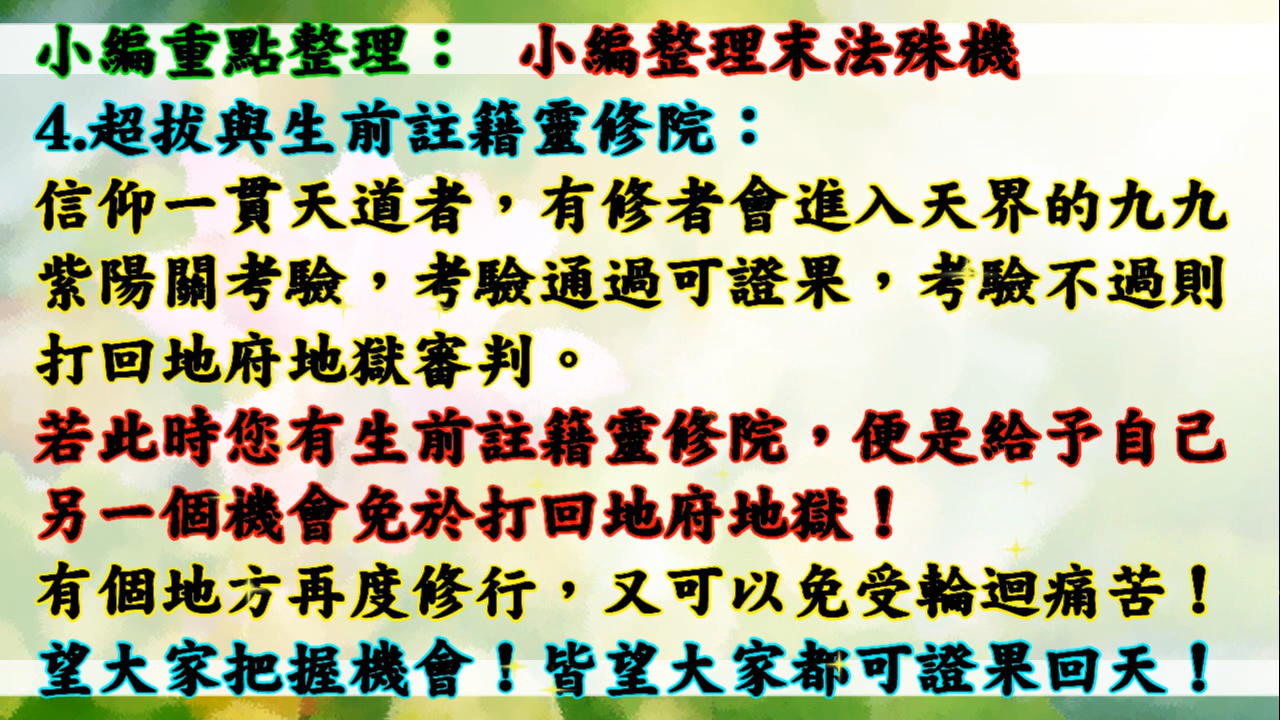 小編重點整理： 小編整理末法殊機
4.超拔與生前註籍靈修院：
信仰一貫天道者，有修者會進入天界的九九
紫陽關考驗，考驗通過可證果，考驗不過則
打回地府地獄審判。
若此時您有生前註籍靈修院，便是給予自己
另一個機會免於打回地府地獄！
有個地方再度修行，又可以免受輪迴痛苦！
望大家把握機會！皆望大家都可證果回天！